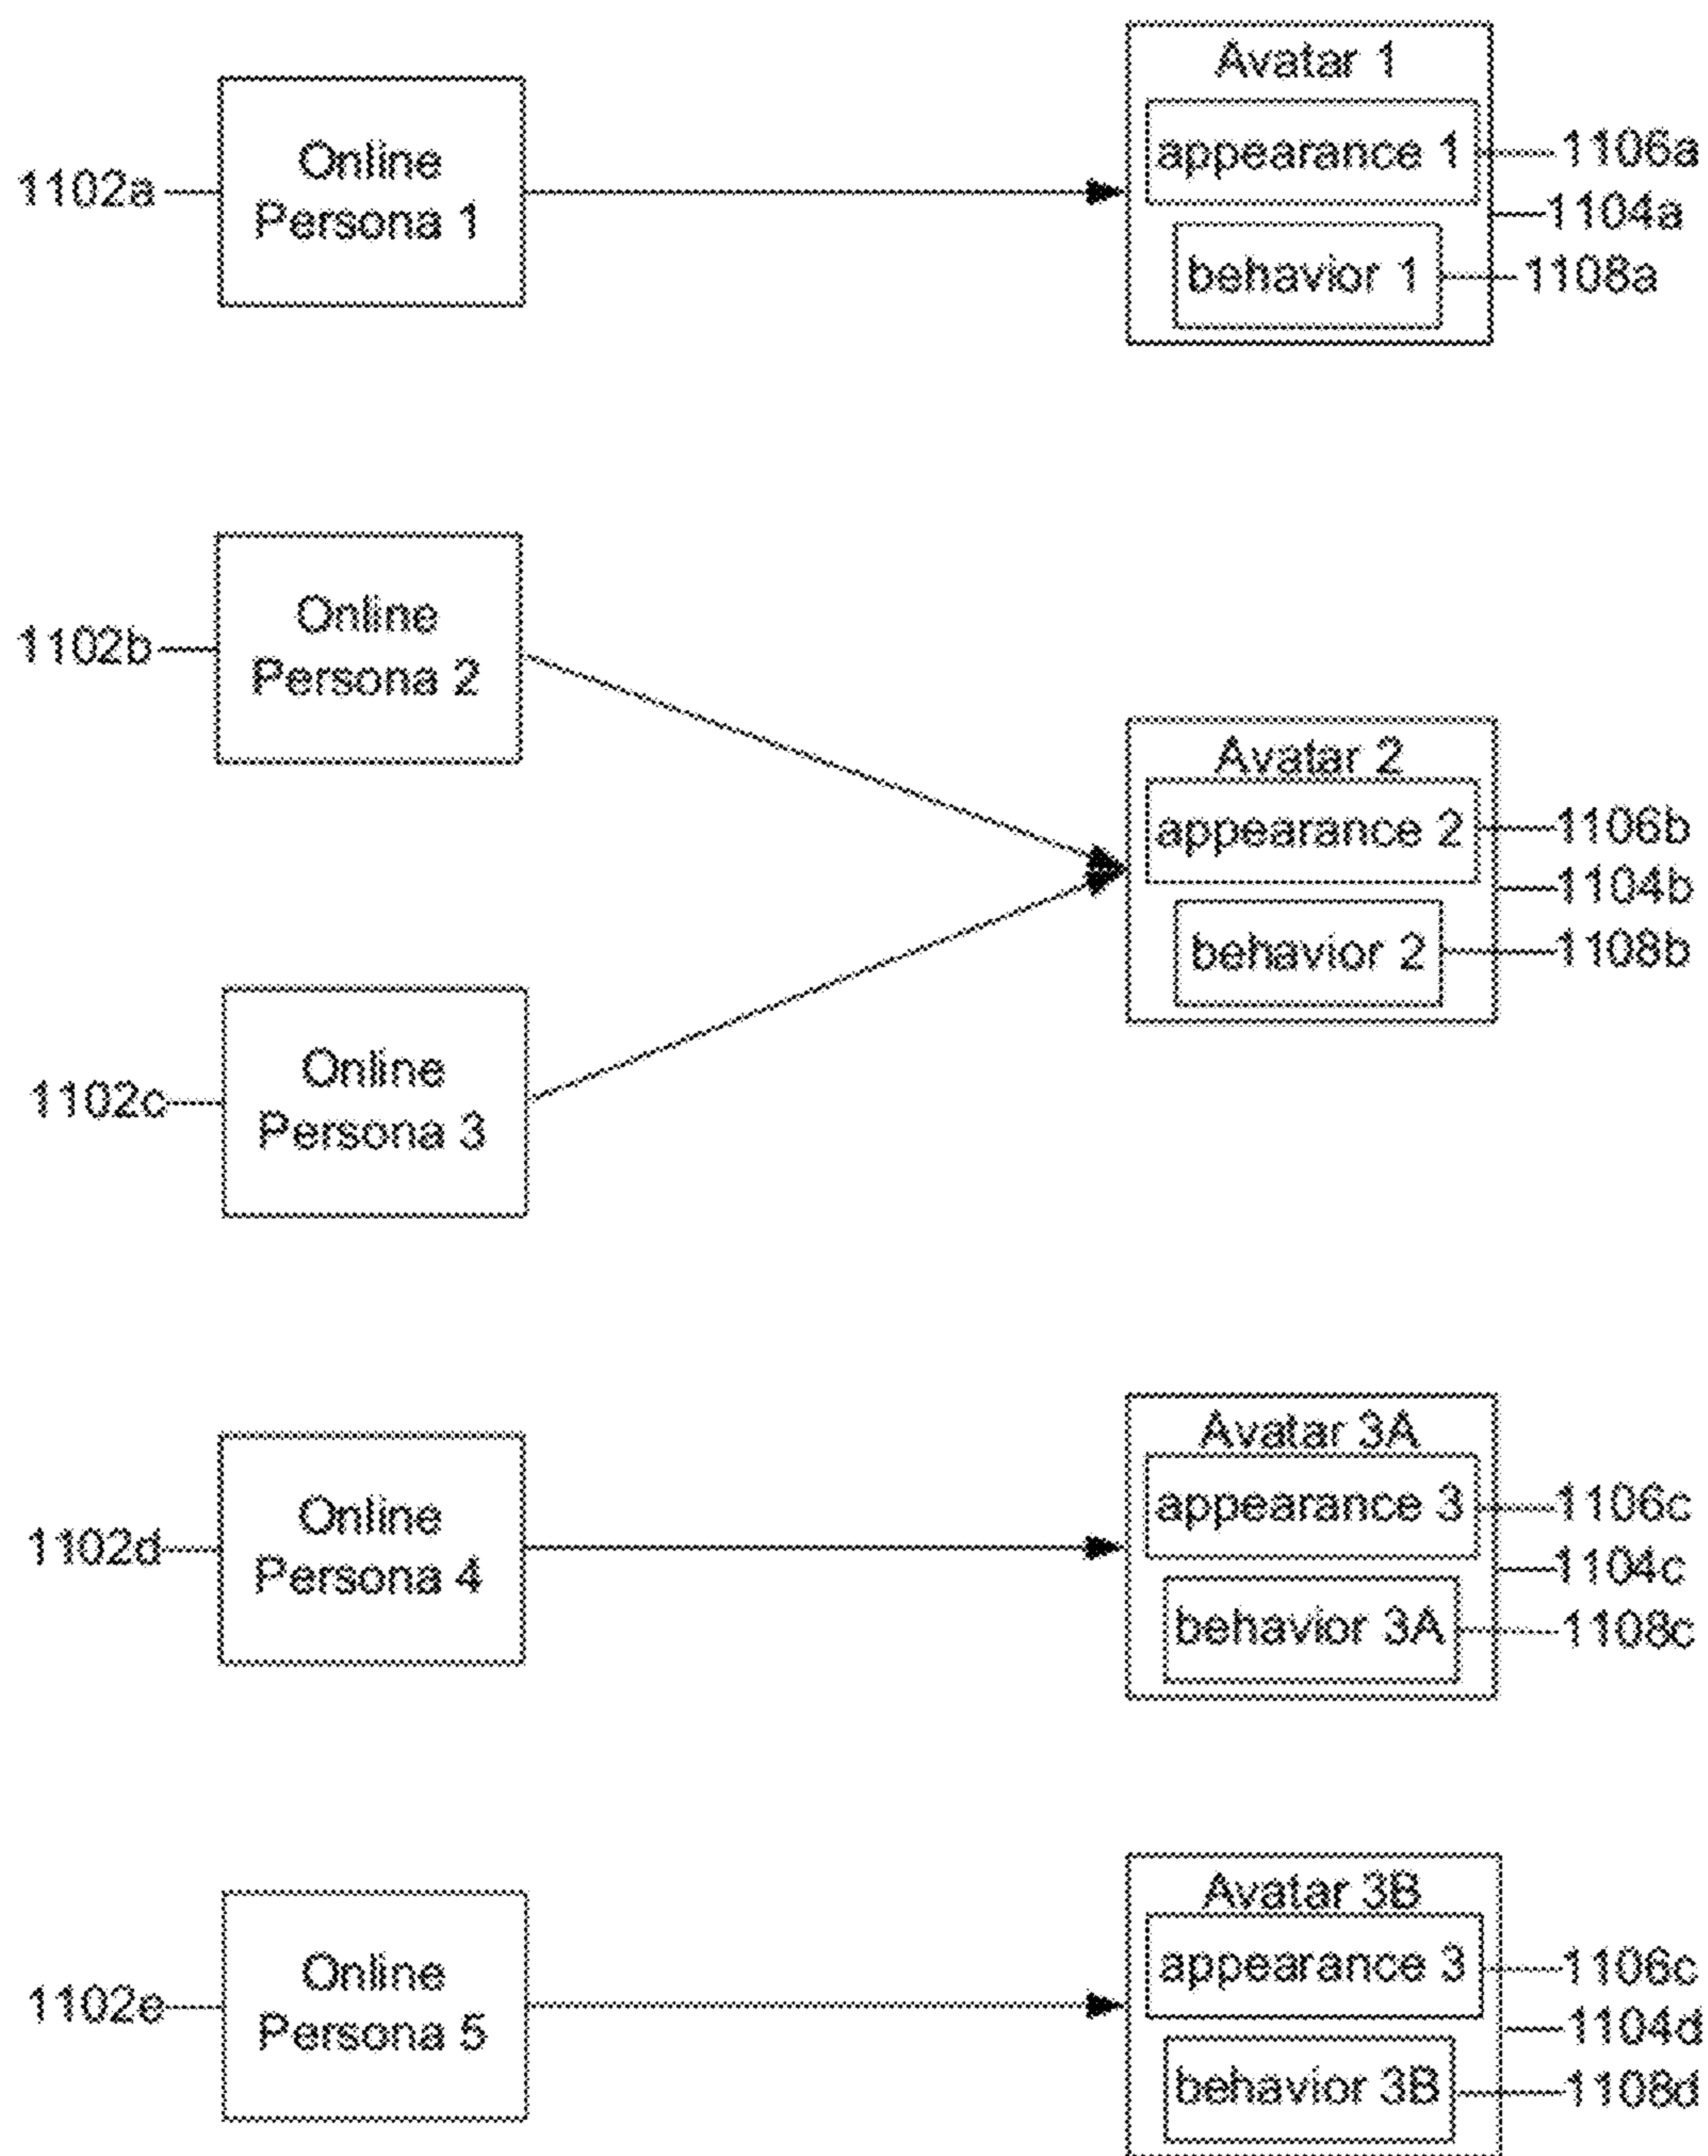 Avatar 1
Online
Persona 1
1102a
appearance 1
1106a
1104a
behavior 1
1108a
Online
Persona 2
1102b
Avatar 2
appearance 2
1106b
1104b
behavior 2
1108b
Online
Persona 3
1102c
Avatar 3A
Online
Persona 4
1102d
appearance 3
1106c
1104c
behavior 3A
1108c
Avatar 3B
Online
Persona 5
1102e
appearance 3
1106c
1104d
behavior 3B
1108d